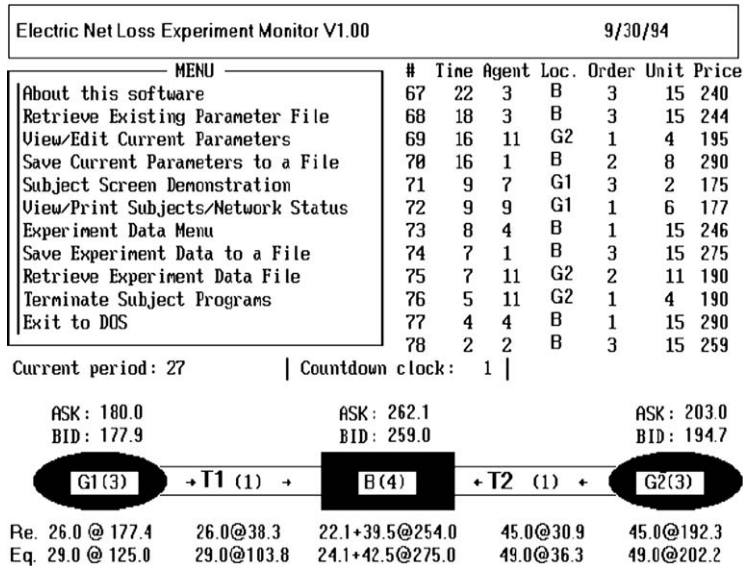 Electric Net Loss Experiment Monitor V1.00 9/30/94
MENU
About this software
Retrieve Existing Parameter File
View/Edit Current Parameters
Save Current Parameters to a File
Subject Screen Demonstration
View/Print Subjects/Network Status
Experiment Data Menu
Save Experiment Data to a File
Retrieve Experiment Data File
Terminate Subject Programs
Exit to DOS
# Time Agent Loc. Order Unit Price
67 22 3 B 3 15 240
68 18 3 B 3 15 244
69 16 11 G2 1 4 195
70 16 1 B 2 8 290
71 9 7 G1 3 2 175
72 9 9 G1 1 6 177
73 8 4 B 1 15 246
74 7 1 B 3 15 275
75 7 11 G2 2 11 190
76 5 11 G2 1 4 190
77 4 4 B 1 15 290
78 2 2 B 3 15 259
Current period: 27 | Countdown clock: 1 |
ASK: 180.0 ASK: 262.1 ASK: 203.0
BID: 177.9 BID: 259.0 BID: 194.7
G1(3) → T1 (1) → B(4) ← T2 (1) ← G2(3)
Re. 26.0 @ 177.4 26.0@38.3 22.1+39.5@254.0 45.0@30.9 45.0@192.3
Eq. 29.0 @ 125.0 29.0@103.8 24.1+42.5@275.0 49.0@36.3 49.0@202.2